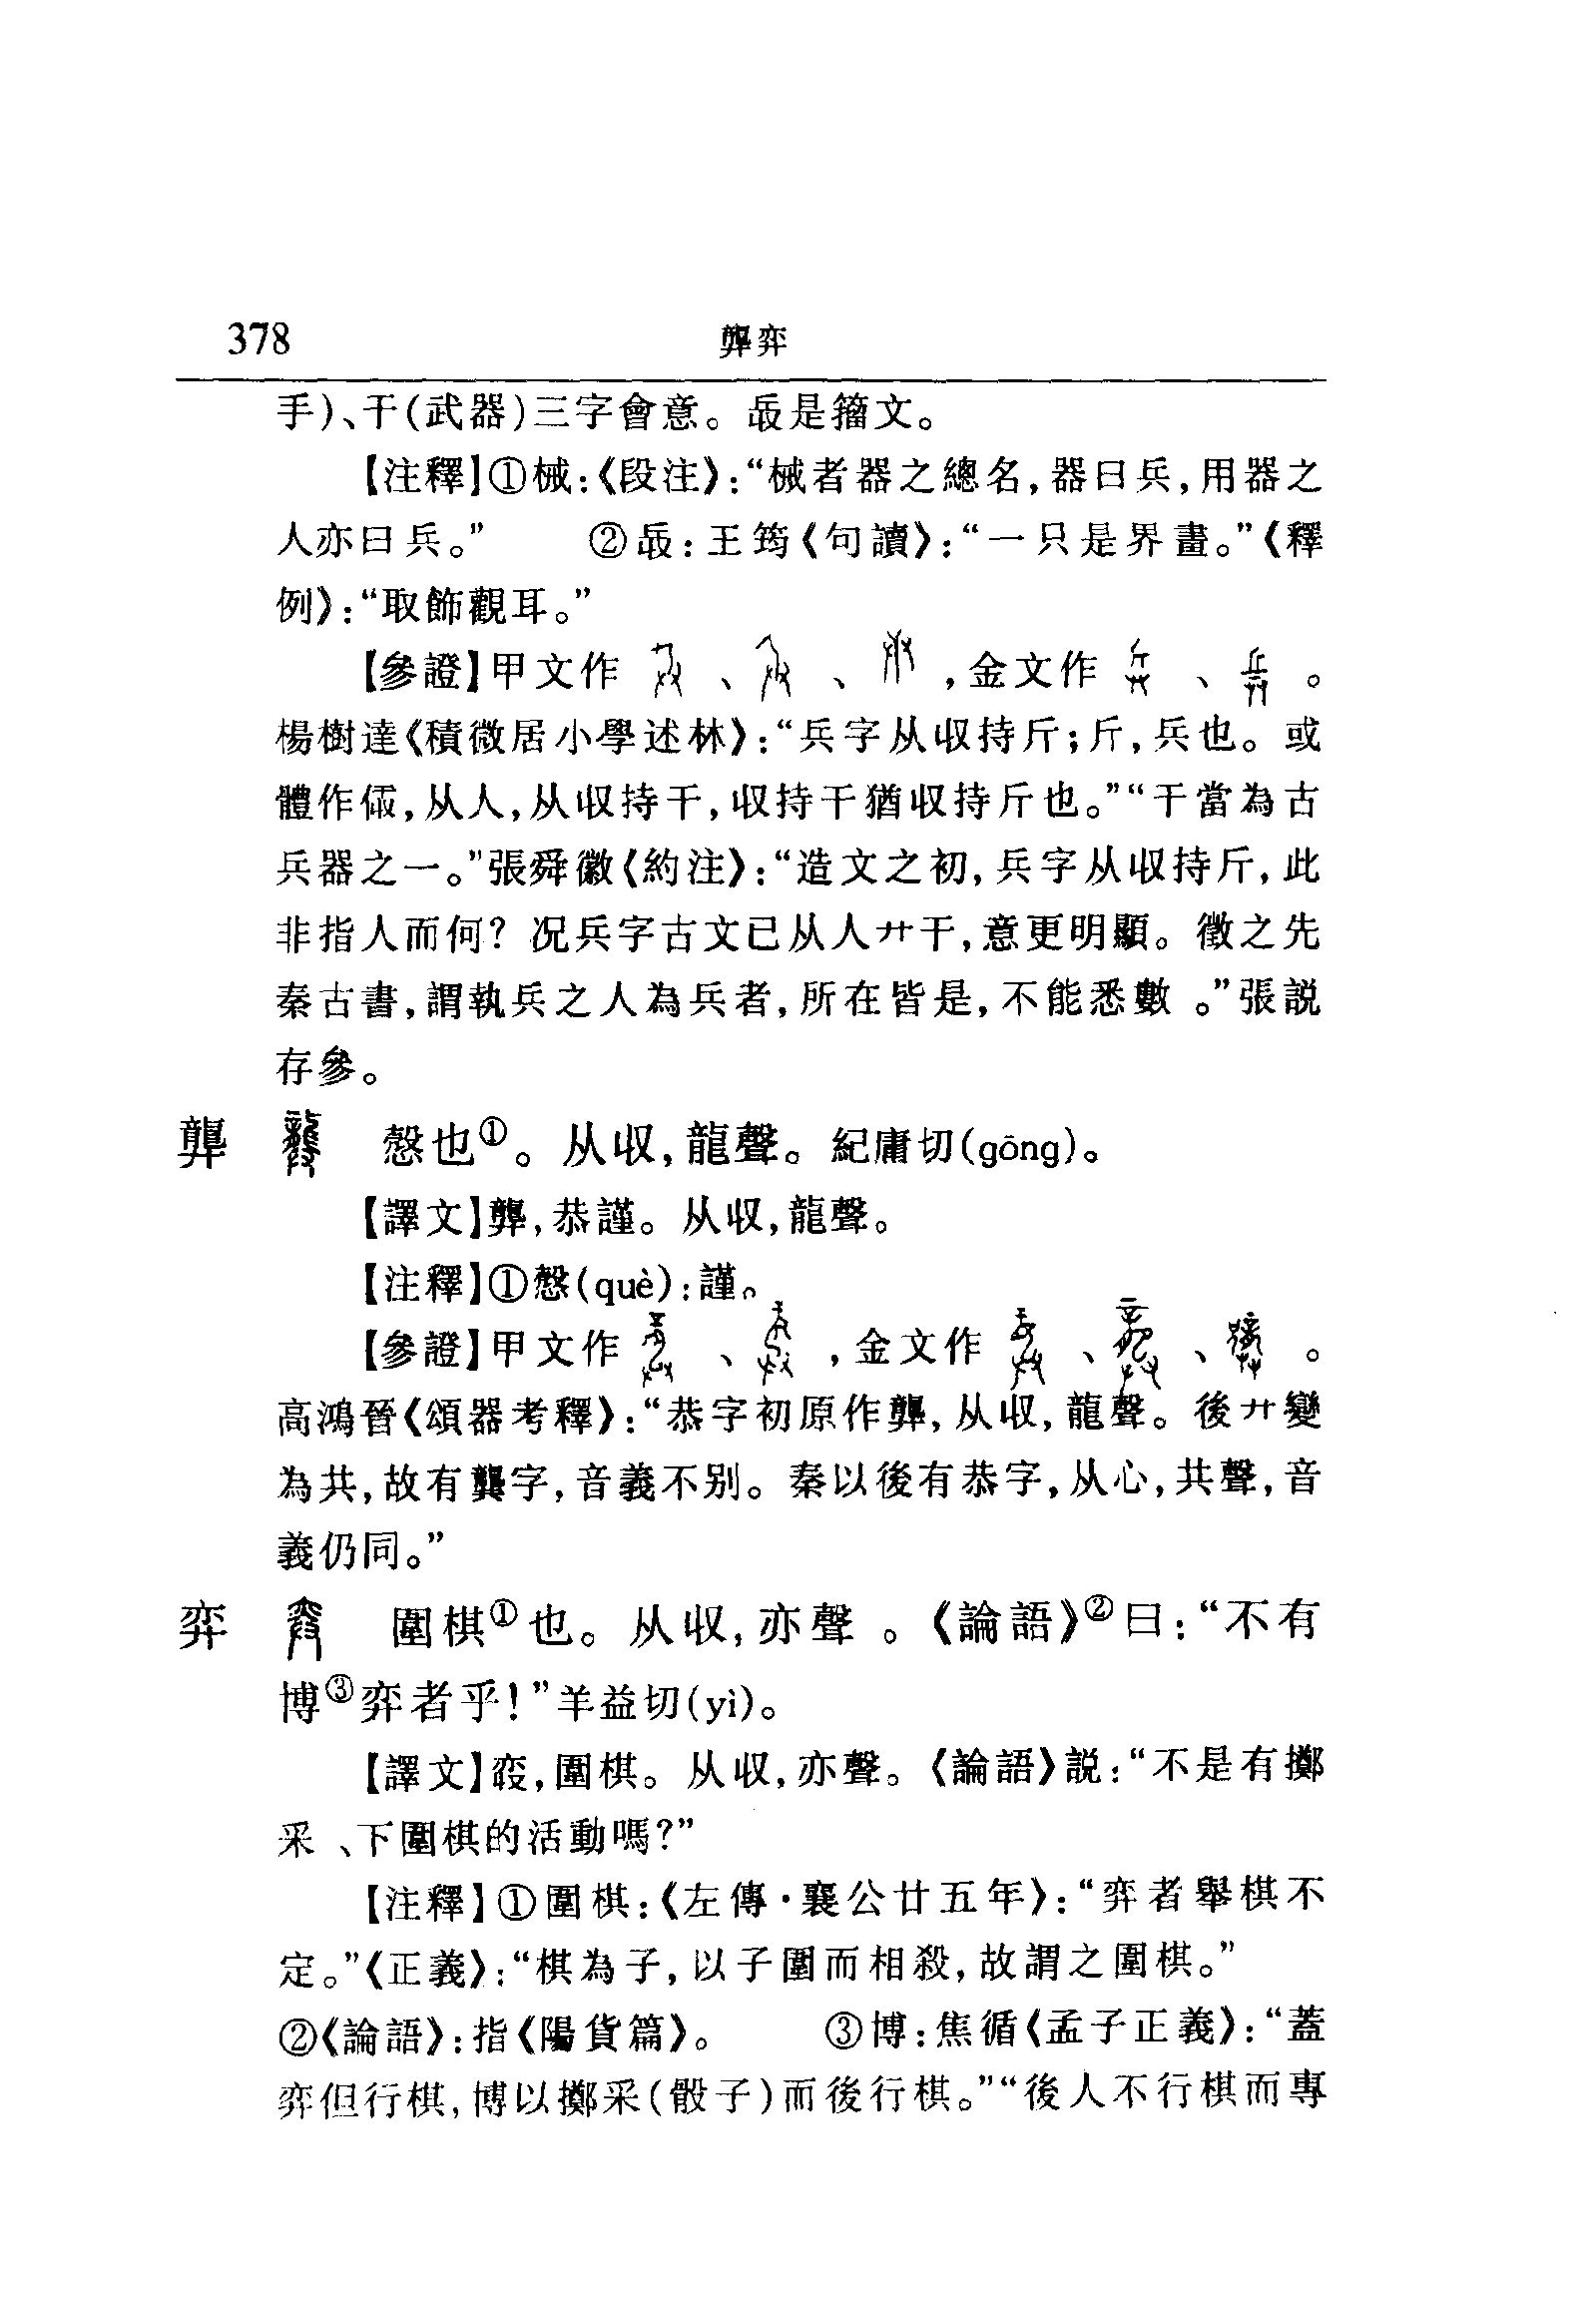 378
龏弈
手)、干(武器)三字會意。是籀文。
【注釋】①械:《段注》:“械者器之總名,器曰兵,用器之
人亦曰兵。” ②:王筠《句讀》:“一只是界畫。”《釋
例》:“取飾觀耳。”
【參證】甲文作、、,金文作、。
楊樹達《積微居小學述林》:“兵字从収持斤;斤,兵也。或
體作㑄,从人,从収持干,収持干猶収持斤也。”“干當為古
兵器之一。”張舜徽《約注》:“造文之初,兵字从収持斤,此
非指人而何?况兵字古文已从人廾干,意更明顯。徵之先
秦古書,謂執兵之人為兵者,所在皆是,不能悉數。”張説
存參。
龏 愨也①。从収,龍聲。紀庸切(gōng)。
【譯文】龏,恭謹。从収,龍聲。
【注釋】①愨(què):謹。
【參證】甲文作、,金文作、、。
高鴻晉《頌器考釋》:“恭字初原作龏,从収,龍聲。後廾變
為共,故有龔字,音義不别。秦以後有恭字,从心,共聲,音
義仍同。”
弈 圍棋①也。从収,亦聲。《論語》②曰:“不有
博③弈者乎!”羊益切(yì)。
【譯文】,圍棋。从収,亦聲。《論語》説:“不是有擲
采、下圍棋的活動嗎?”
【注釋】①圍棋:《左傳·襄公廿五年》:“弈者舉棋不
定。”《正義》:“棋為子,以子圍而相殺,故謂之圍棋。”
②《論語》:指《陽貨篇》。 ③博:焦循《孟子正義》:“蓋
弈但行棋,博以擲采(骰子)而後行棋。”“後人不行棋而專